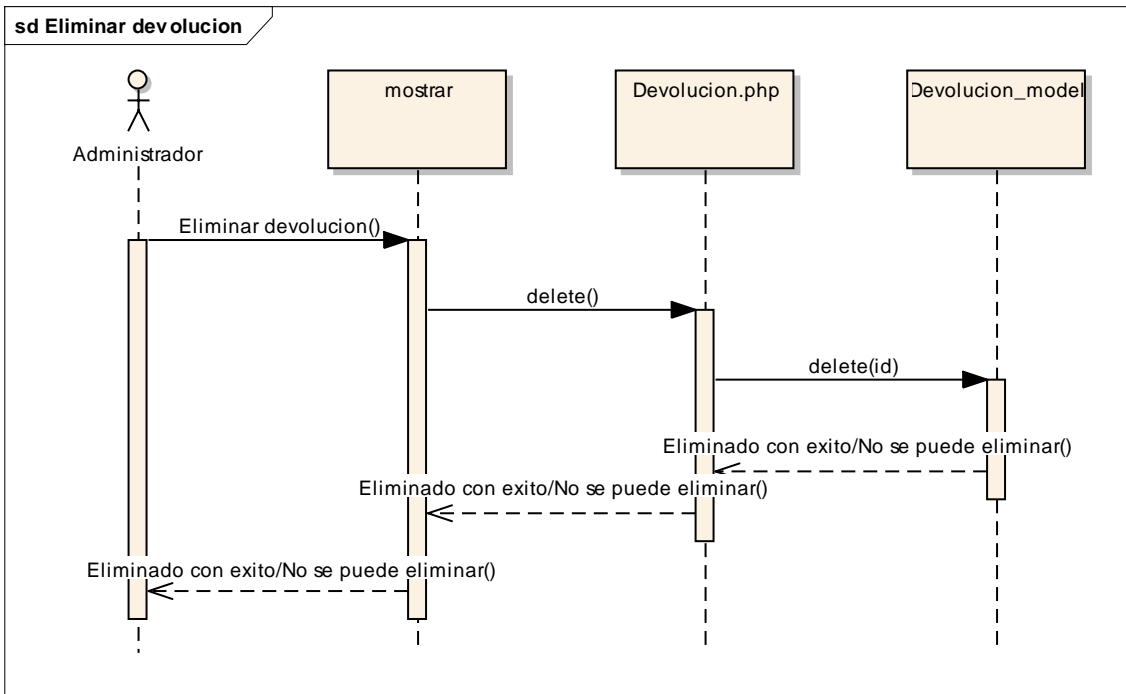 sd Eliminar devolucion
mostrar
Devolucion.php
Devolucion_model
Administrador
Eliminar devolucion()
delete()
delete(id)
Eliminado con exito/No se puede eliminar()
Eliminado con exito/No se puede eliminar()
Eliminado con exito/No se puede eliminar()